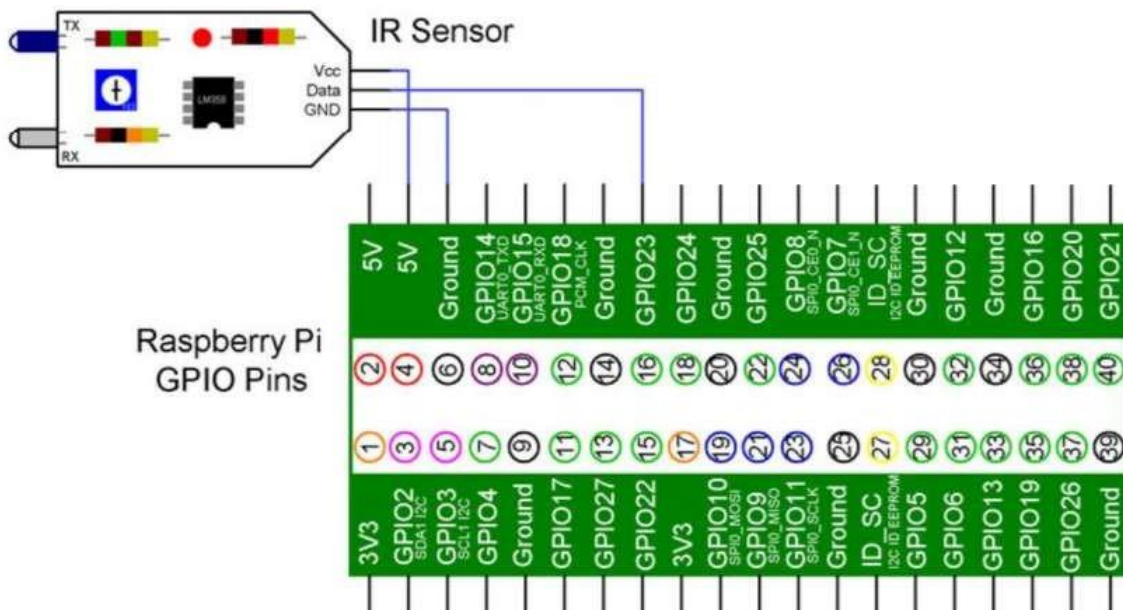 TX
IR Sensor
Vcc
Data
GND
LM358
RX
5V
5V
Ground
GPIO14
UART0_TXD
GPIO15
UART0_RXD
GPIO18
PCM_CLK
Ground
GPIO23
GPIO24
Ground
GPIO25
GPIO8
SPI0_CE0_N
GPIO7
SPI0_CE1_N
ID_SC
I2C ID EEPROM
Ground
GPIO12
Ground
GPIO16
GPIO20
GPIO21
Raspberry Pi
GPIO Pins
2 4 6 8 10 12 14 16 18 20 22 24 26 28 30 32 34 36 38 40
1 3 5 7 9 11 13 15 17 19 21 23 25 27 29 31 33 35 37 39
3V3
GPIO2
SDA1 I2C
GPIO3
SCL1 I2C
GPIO4
Ground
GPIO17
GPIO27
GPIO22
3V3
GPIO10
SPI0_MOSI
GPIO9
SPI0_MISO
GPIO11
SPI0_SCLK
Ground
ID_SC
I2C ID EEPROM
GPIO5
GPIO6
GPIO13
GPIO19
GPIO26
Ground